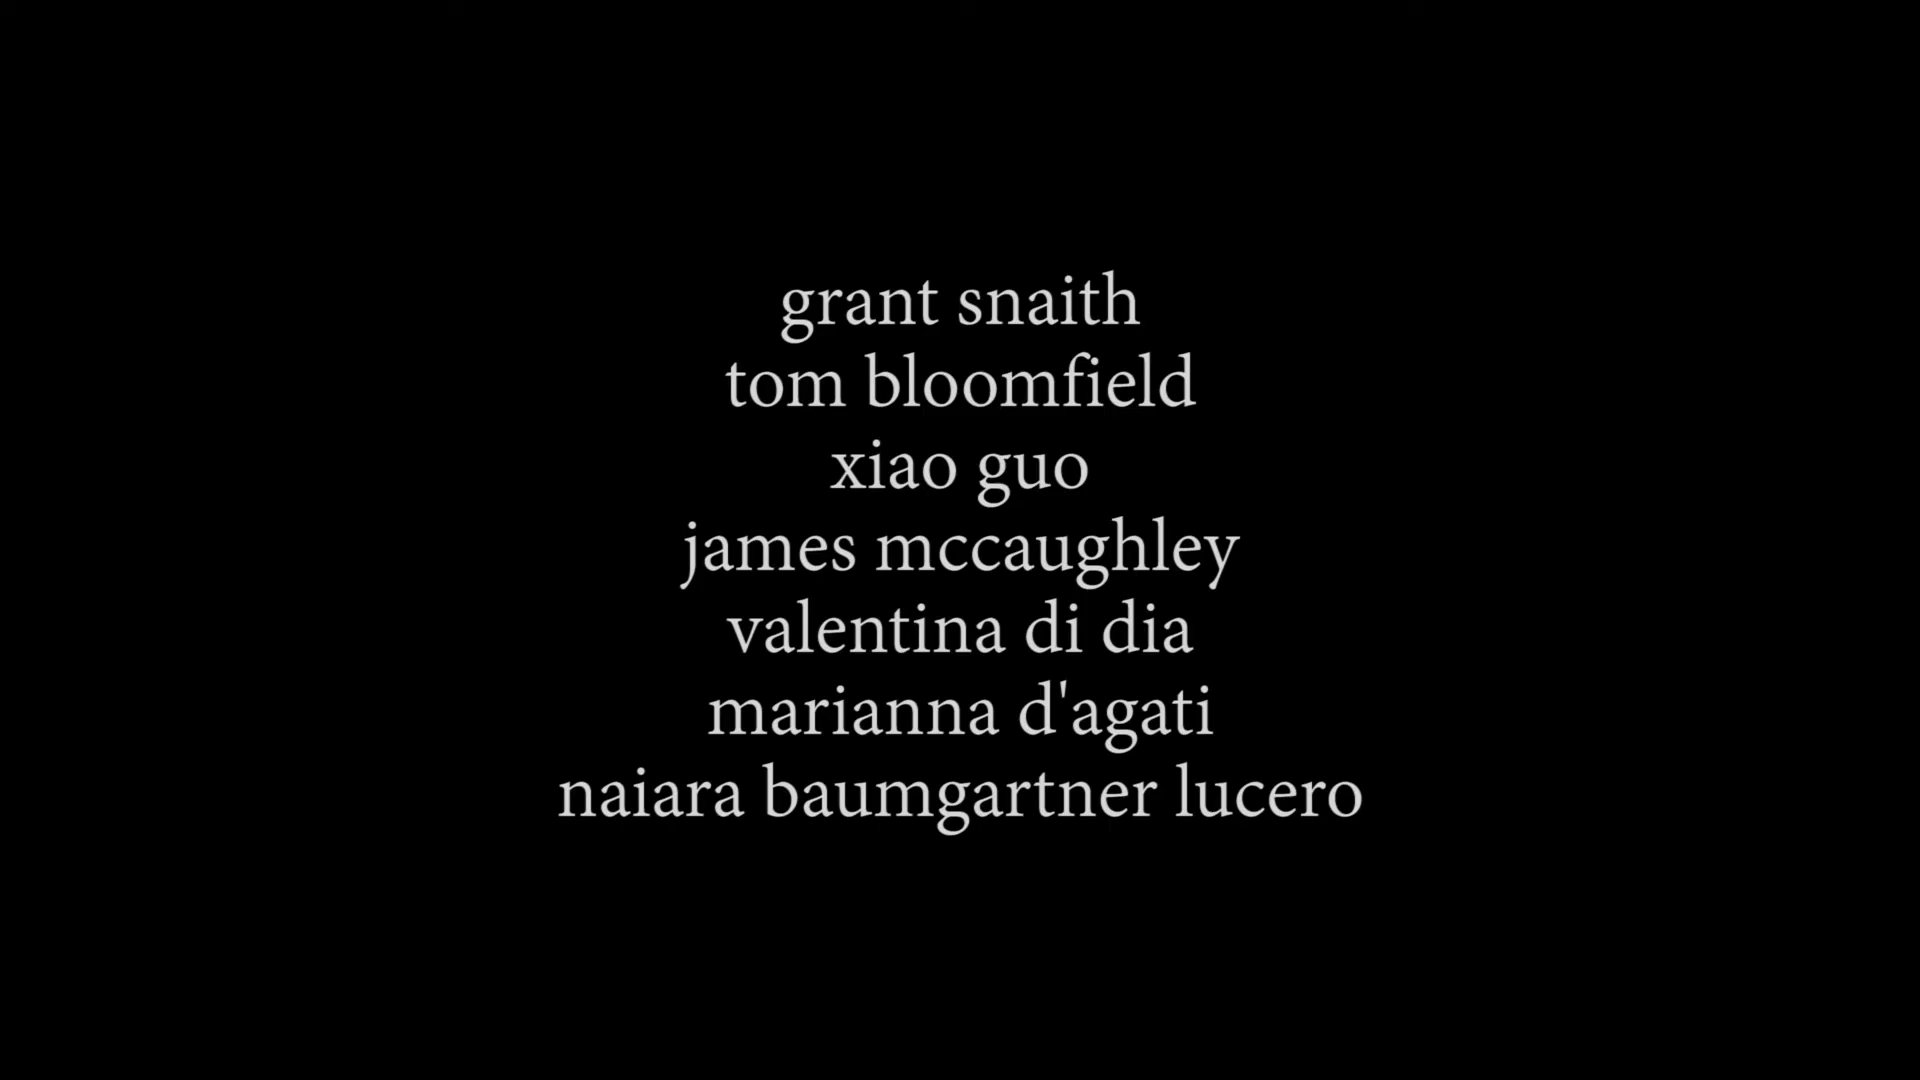 grant snaith
tom bloomfield
xiao guo
james mccaughley
valentina di dia
marianna d'agati
naiara baumgartner lucero